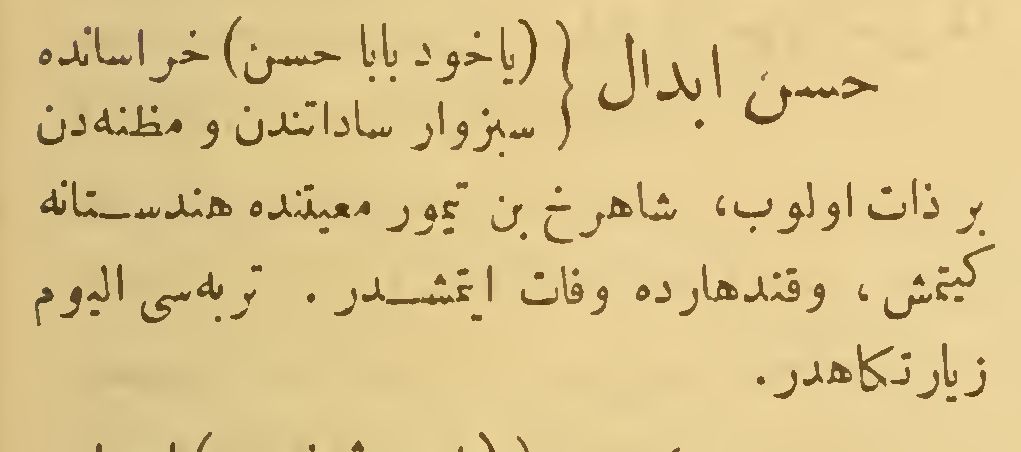 حسن ابدال { (یاخود بابا حسن) خراسانده
سبزوار ساداتندن و مظنه‌دن
بر ذات اولوب، شاهرخ بن تیمور معیتنده هندستانه
کیتمش، وقندهارده وفات ایتمشدر. تربه‌سی الیوم
زیارتکاهدر.